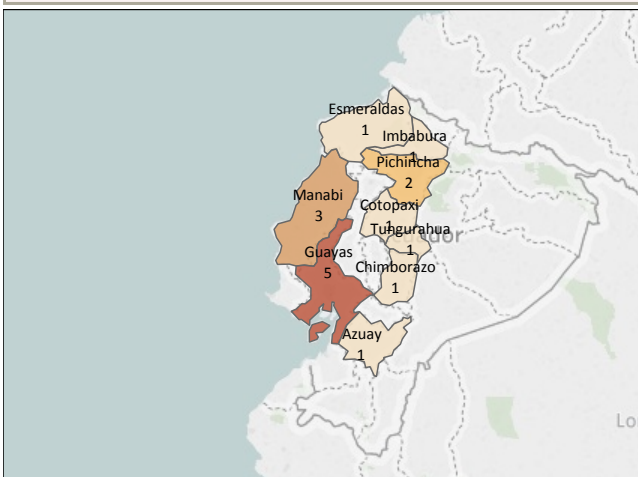 Esmeraldas
1
Imbabura
1
Pichincha
2
Manabi
3
Cotopaxi
1
Tungurahua
1
Ecuador
Guayas
5
Chimborazo
1
Azuay
1
Lo